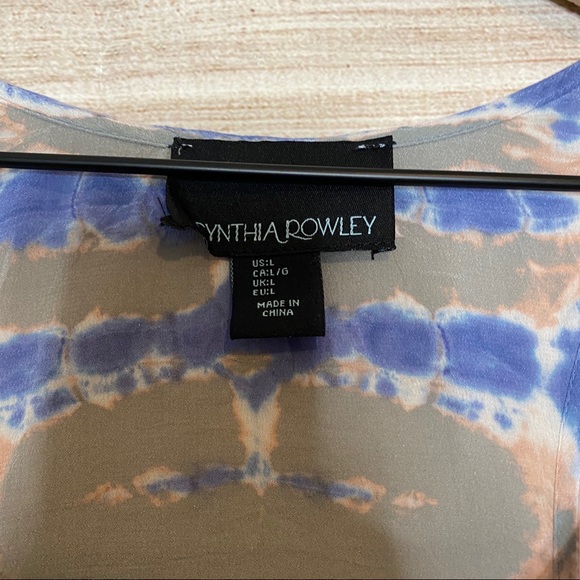 CYNTHIA ROWLEY
US:L
CA:L/G
UK:L
EU:L
MADE IN
CHINA